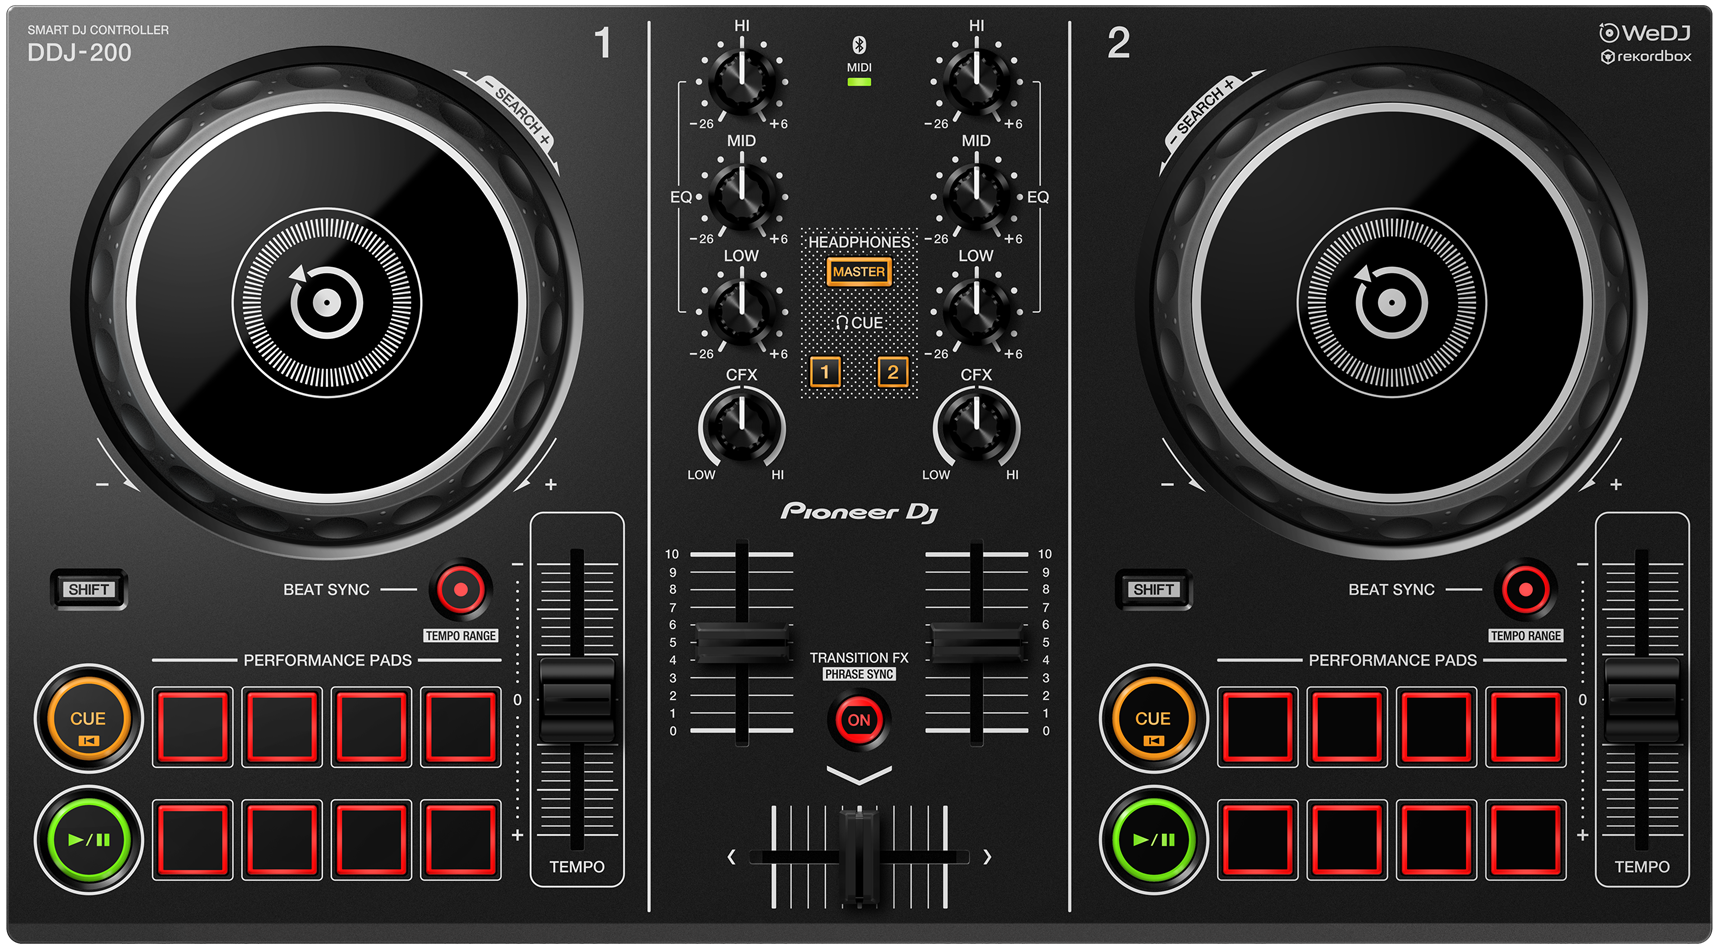 SMART DJ CONTROLLER
DDJ-200
1
− SEARCH +
− +
SHIFT
BEAT SYNC
TEMPO RANGE
PERFORMANCE PADS
CUE
−
0
+
TEMPO
HI
-26 +6
MID
EQ
-26 +6
LOW
-26 +6
CFX
LOW HI
MIDI
HEADPHONES
MASTER
CUE
1 2
HI
-26 +6
MID
EQ
-26 +6
LOW
-26 +6
CFX
LOW HI
Pioneer Dj
10
9
8
7
6
5
4
3
2
1
0
TRANSITION FX
PHRASE SYNC
ON
10
9
8
7
6
5
4
3
2
1
0
2
WeDJ
rekordbox
− SEARCH +
− +
SHIFT
BEAT SYNC
TEMPO RANGE
PERFORMANCE PADS
CUE
−
0
+
TEMPO